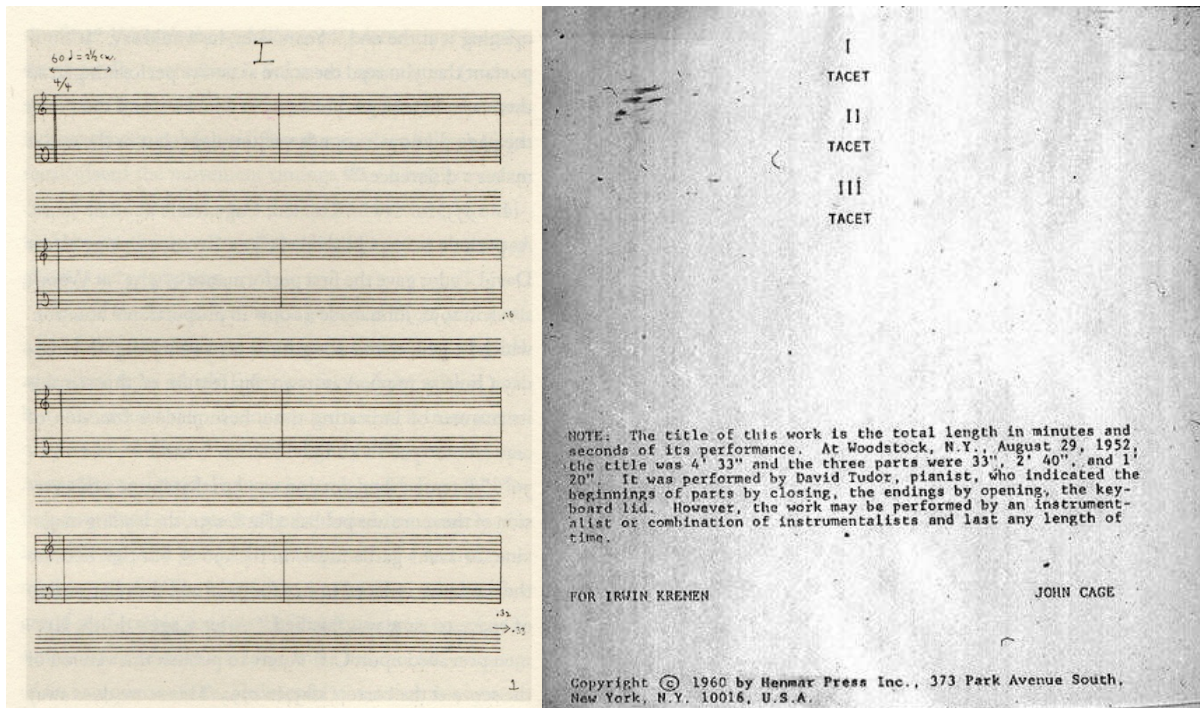 I
60 ♩ = 2½ cm.
4/4
.16
.32
→.33
1
I
TACET
II
TACET
III
TACET
NOTE: The title of this work is the total length in minutes and
seconds of its performance. At Woodstock, N.Y., August 29, 1952,
the title was 4' 33" and the three parts were 33", 2' 40", and 1'
20". It was performed by David Tudor, pianist, who indicated the
beginnings of parts by closing, the endings by opening, the key-
board lid. However, the work may be performed by an instrument-
alist or combination of instrumentalists and last any length of
time.
FOR IRWIN KREMEN
JOHN CAGE
Copyright © 1960 by Henmar Press Inc., 373 Park Avenue South,
New York, N.Y. 10016, U.S.A.